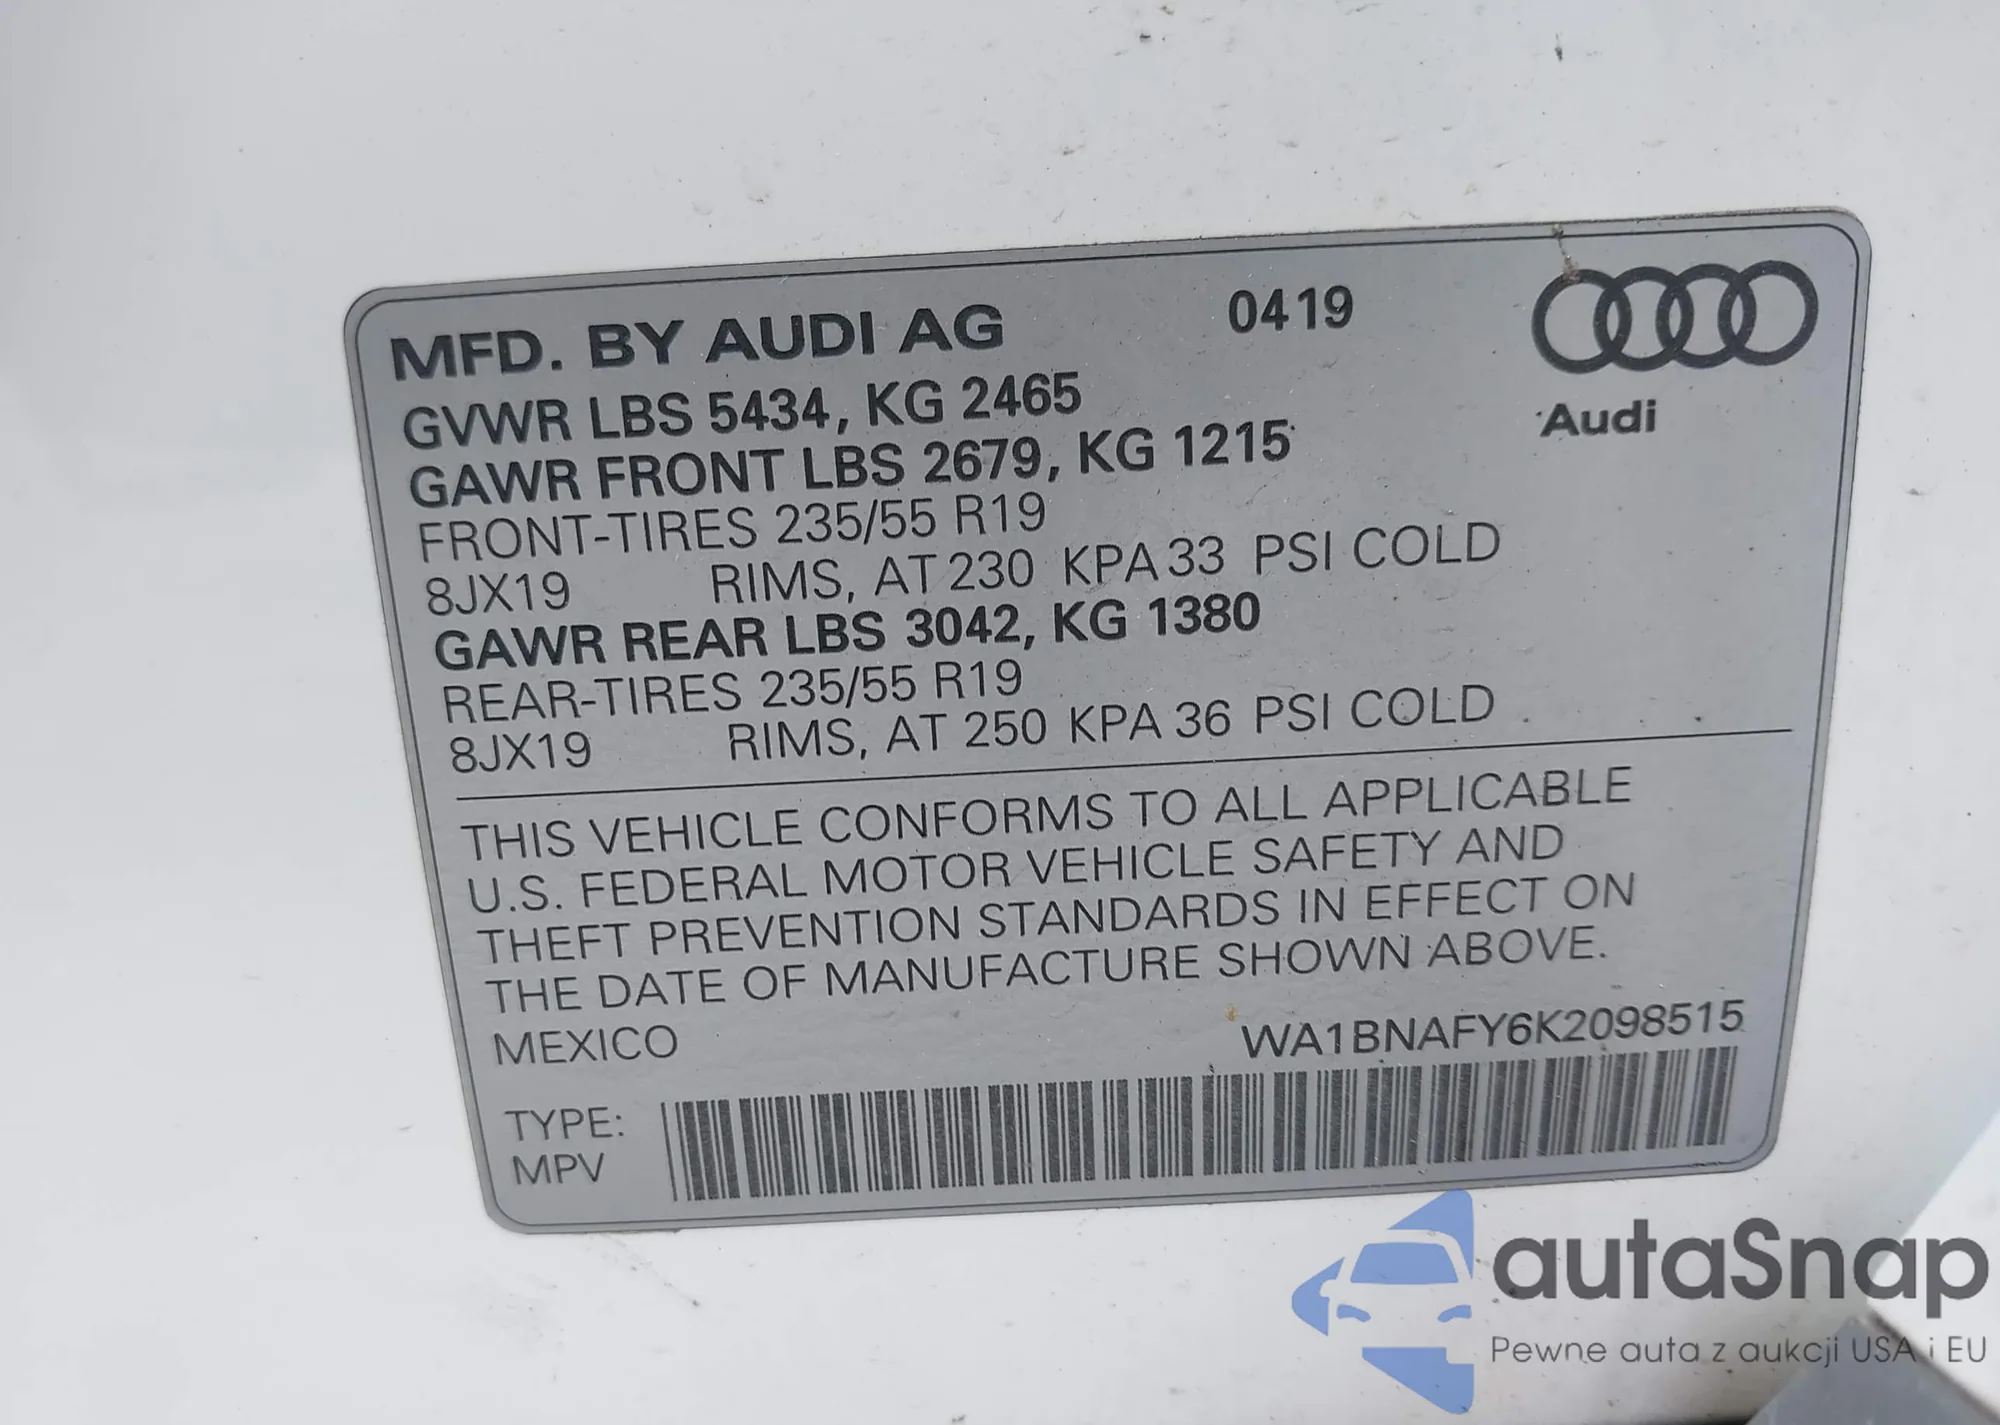 MFD. BY AUDI AG 0419
GVWR LBS 5434, KG 2465
Audi
GAWR FRONT LBS 2679, KG 1215
FRONT-TIRES 235/55 R19
8JX19 RIMS, AT 230 KPA 33 PSI COLD
GAWR REAR LBS 3042, KG 1380
REAR-TIRES 235/55 R19
8JX19 RIMS, AT 250 KPA 36 PSI COLD
THIS VEHICLE CONFORMS TO ALL APPLICABLE
U.S. FEDERAL MOTOR VEHICLE SAFETY AND
THEFT PREVENTION STANDARDS IN EFFECT ON
THE DATE OF MANUFACTURE SHOWN ABOVE.
MEXICO WA1BNAFY6K2098515
TYPE:
MPV
autaSnap
Pewne auta z aukcji USA i EU